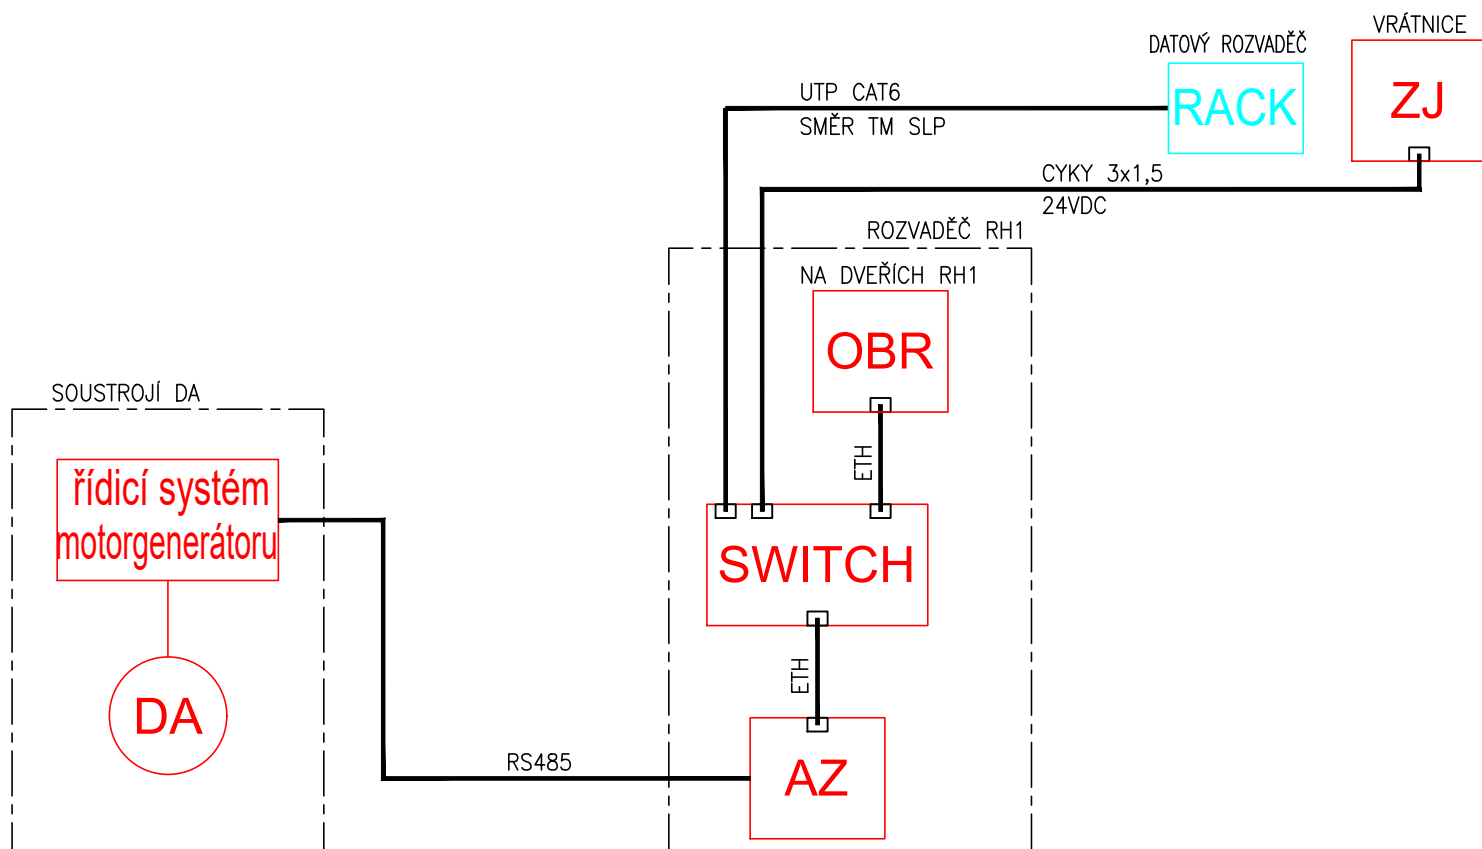 VRÁTNICE
DATOVÝ ROZVADĚČ
RACK
ZJ
UTP CAT6
SMĚR TM SLP
CYKY 3x1,5
24VDC
ROZVADĚČ RH1
NA DVEŘÍCH RH1
OBR
ETH
SOUSTROJÍ DA
řídicí systém
motorgenerátoru
SWITCH
ETH
DA
RS485
AZ